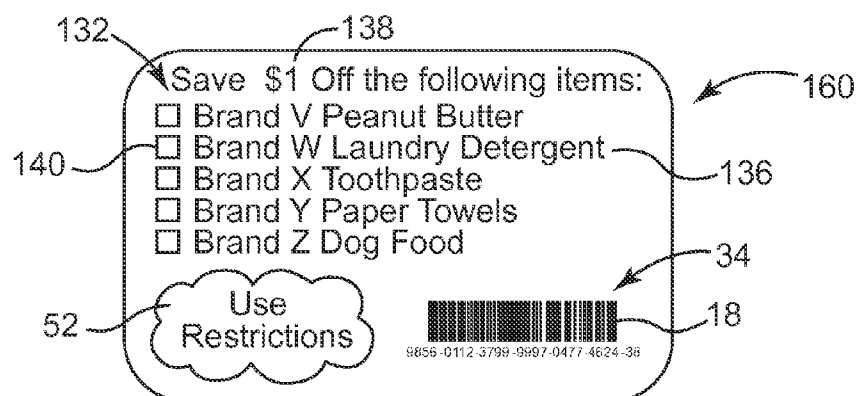 132
138
Save $1 Off the following items:
160
Brand V Peanut Butter
140
Brand W Laundry Detergent
136
Brand X Toothpaste
Brand Y Paper Towels
Brand Z Dog Food
34
52
Use
Restrictions
18
9856-0112-3799-9997-0477-4624-38